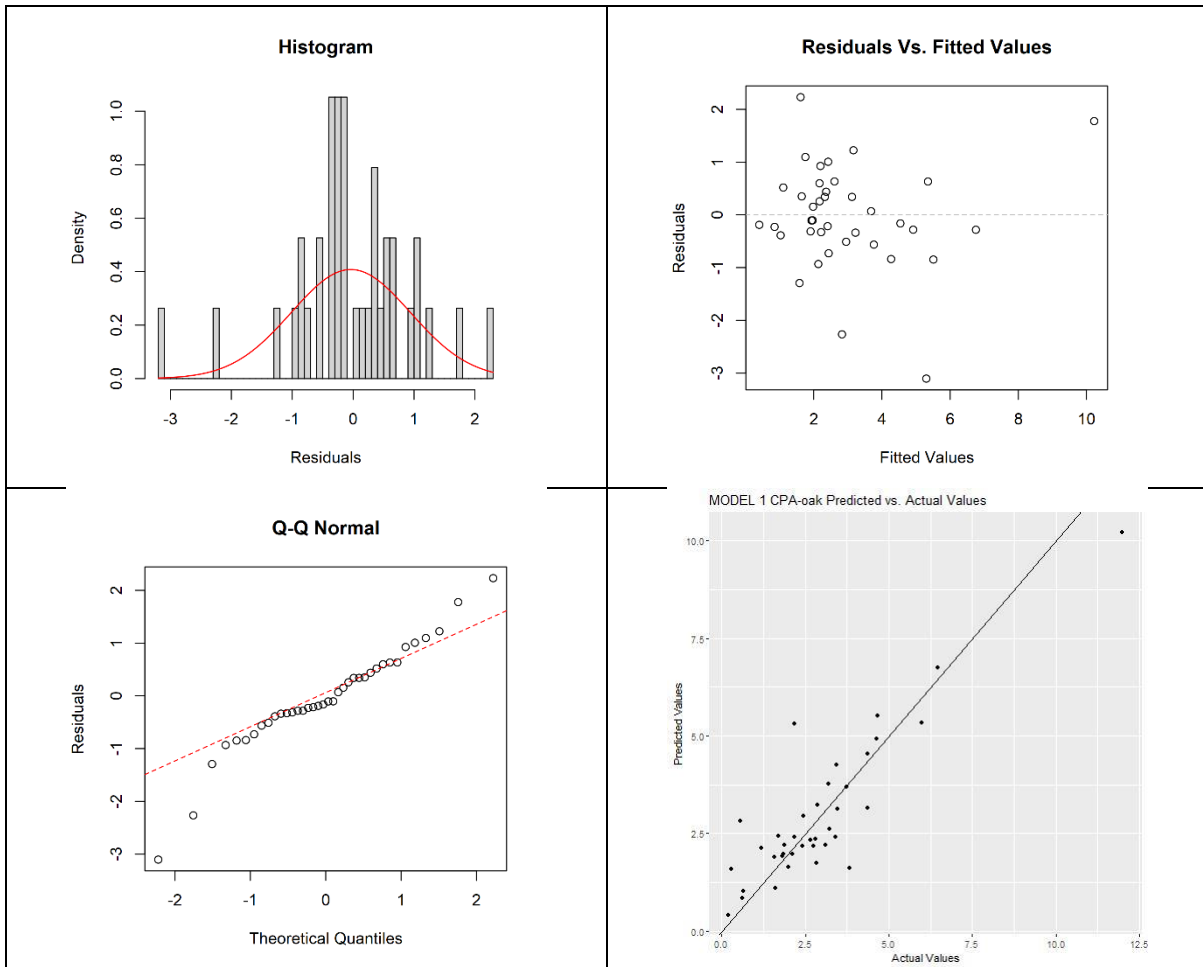 Histogram
Density
1.0
0.8
0.6
0.4
0.2
0.0
-3 -2 -1 0 1 2
Residuals
Residuals Vs. Fitted Values
Residuals
2
1
0
-1
-2
-3
2 4 6 8 10
Fitted Values
Q-Q Normal
Residuals
2
1
0
-1
-2
-3
-2 -1 0 1 2
Theoretical Quantiles
MODEL 1 CPA-oak Predicted vs. Actual Values
Predicted Values
10.0
7.5
5.0
2.5
0.0
0.0 2.5 5.0 7.5 10.0 12.5
Actual Values